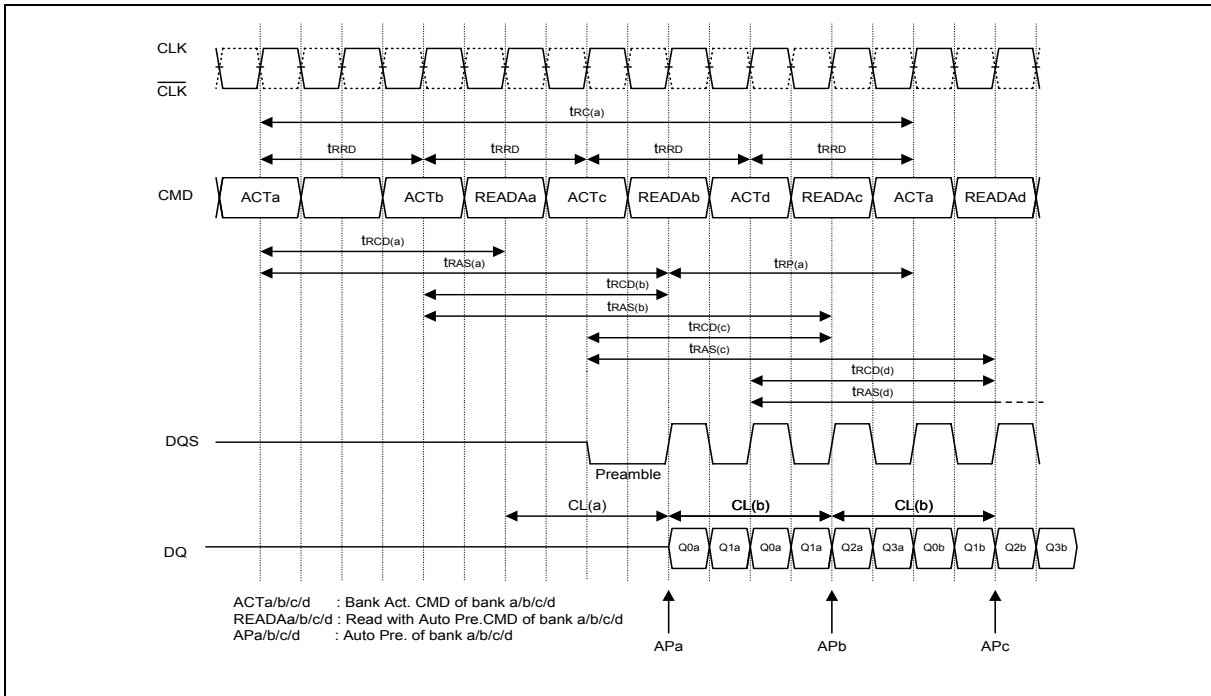 CLK
CLK
tRC(a)
tRRD tRRD tRRD tRRD
CMD ACTa ACTb READAa ACTc READAb ACTd READAc ACTa READAd
tRCD(a)
tRAS(a) tRP(a)
tRCD(b)
tRAS(b)
tRCD(c)
tRAS(c)
tRCD(d)
tRAS(d)
DQS
Preamble
CL(a) CL(b) CL(b)
DQ Q0a Q1a Q0a Q1a Q2a Q3a Q0b Q1b Q2b Q3b
ACTa/b/c/d : Bank Act. CMD of bank a/b/c/d
READAa/b/c/d : Read with Auto Pre.CMD of bank a/b/c/d
APa/b/c/d : Auto Pre. of bank a/b/c/d
APa APb APc